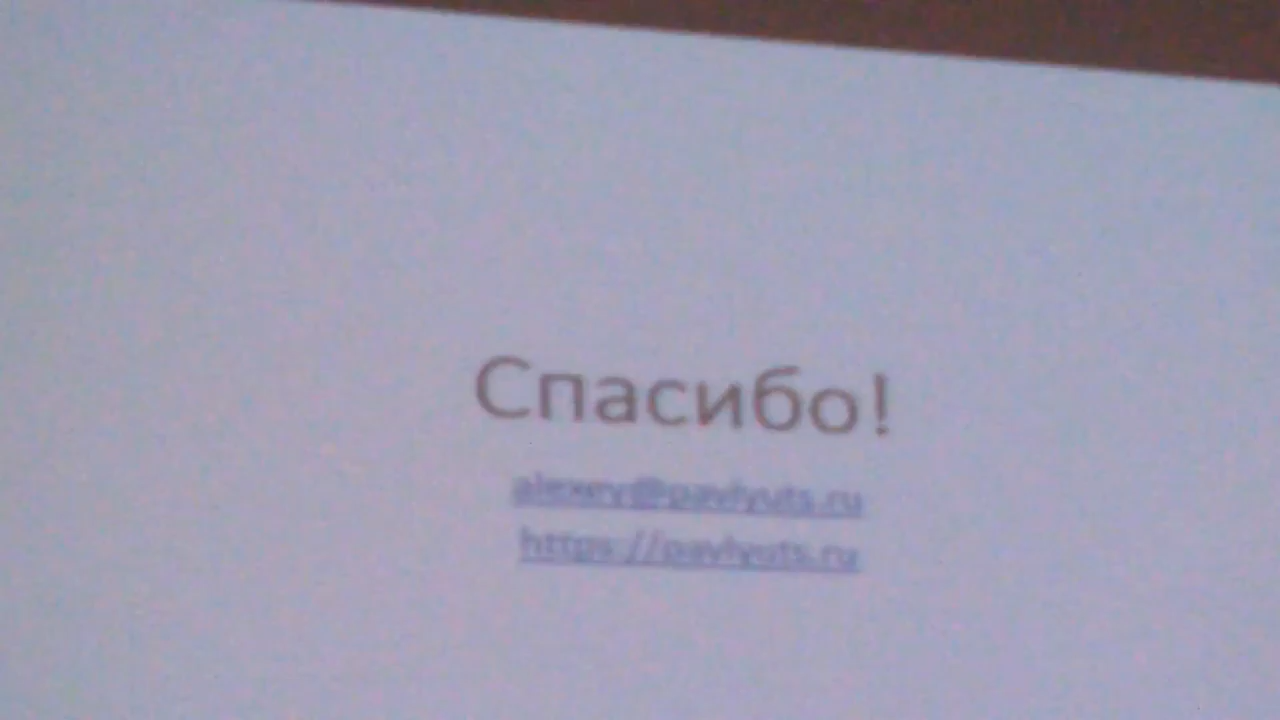 Спасибо!
alexey@pavlyuts.ru
https://pavlyuts.ru